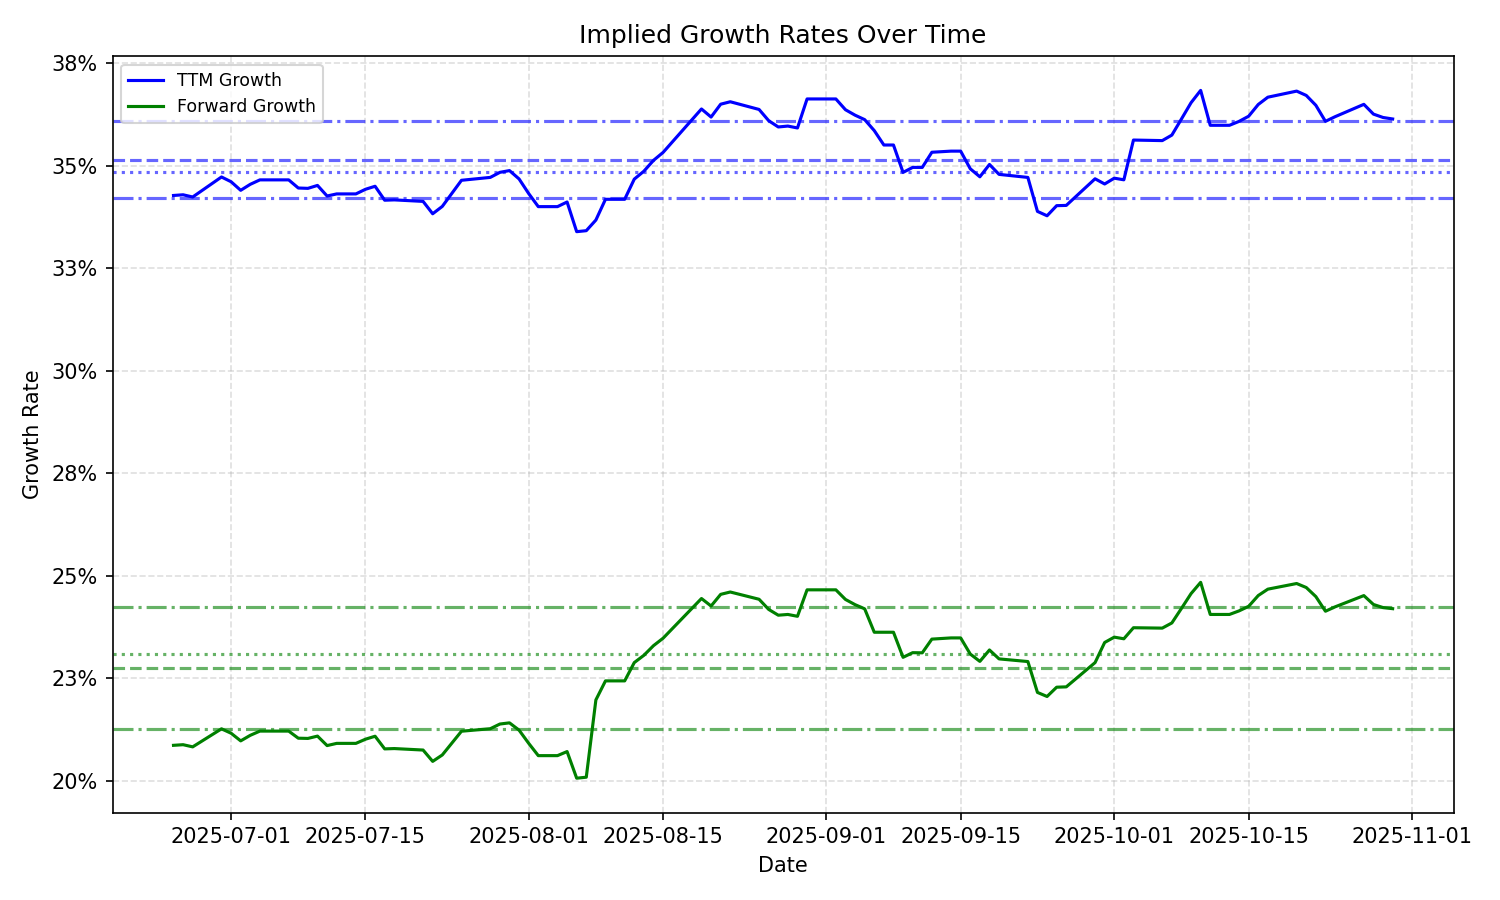 Implied Growth Rates Over Time
38%
35%
33%
30%
28%
25%
23%
20%
Growth Rate
TTM Growth
Forward Growth
2025-07-01 2025-07-15 2025-08-01 2025-08-15 2025-09-01 2025-09-15 2025-10-01 2025-10-15 2025-11-01
Date